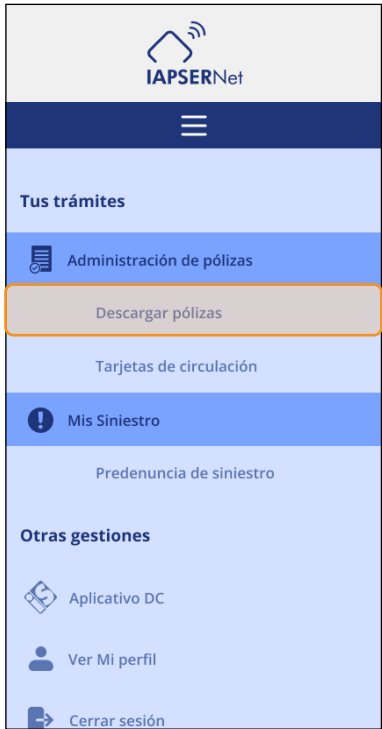 IAPSERNet
Tus trámites
Administración de pólizas
Descargar pólizas
Tarjetas de circulación
Mis Siniestro
Predenuncia de siniestro
Otras gestiones
Aplicativo DC
Ver Mi perfil
Cerrar sesión